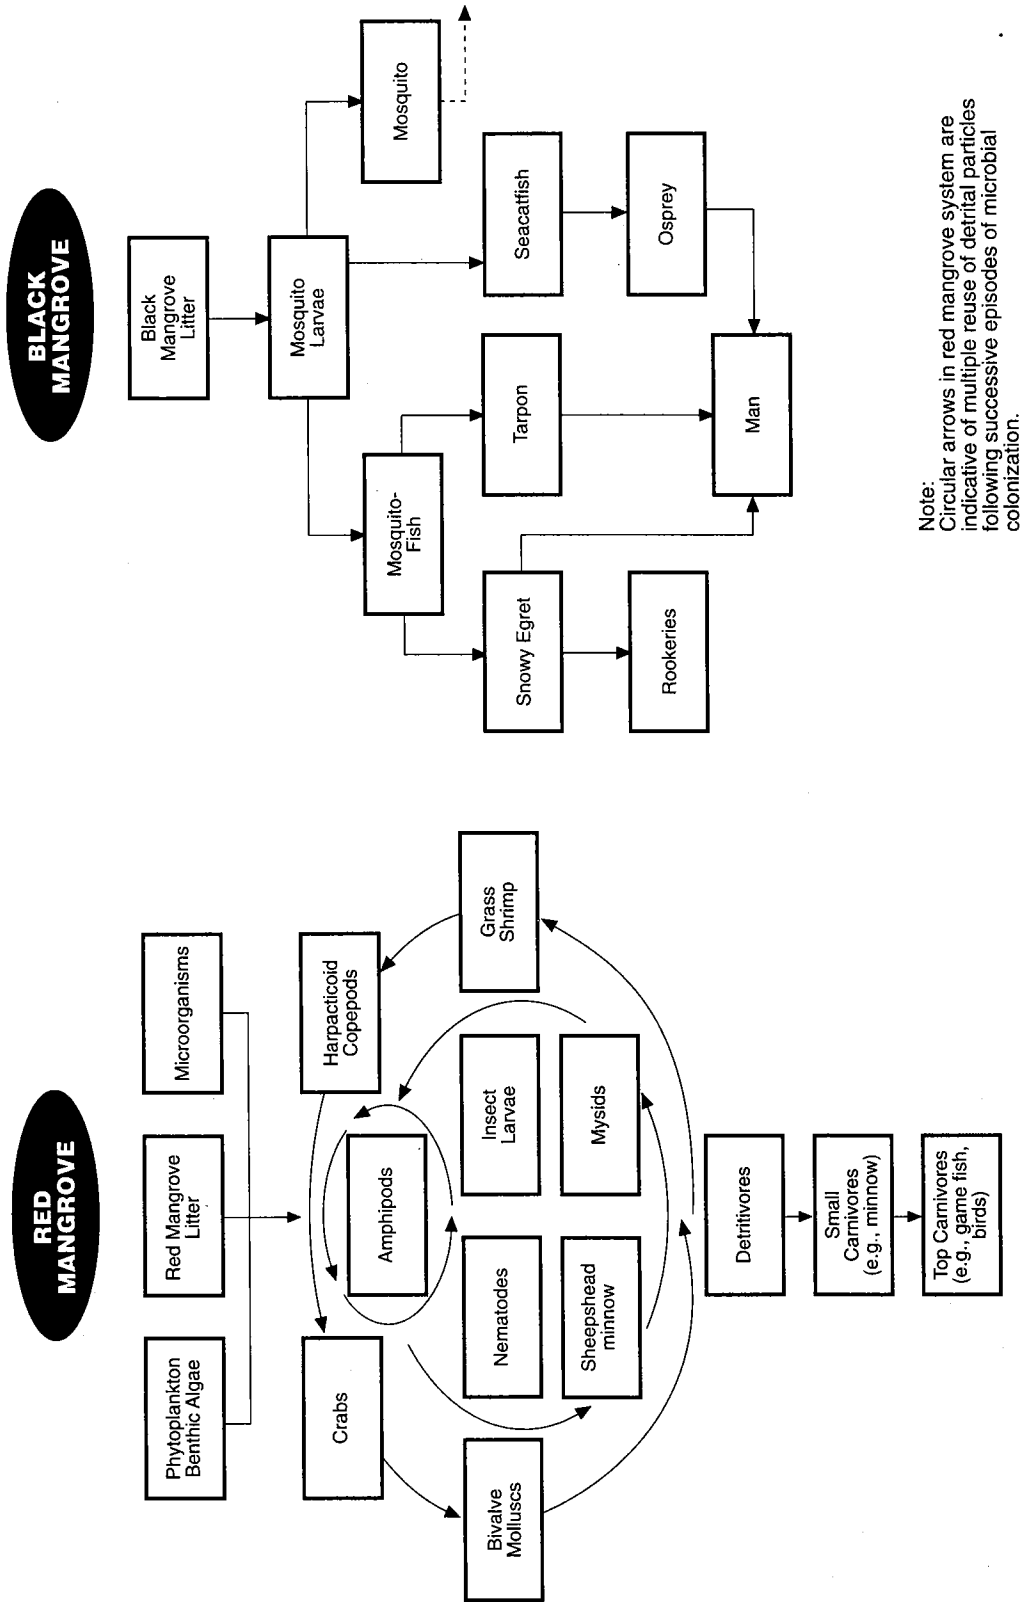 RED
MANGROVE
Phytoplankton
Benthic Algae
Red Mangrove
Litter
Microorganisms
Crabs
Harpacticoid
Copepods
Amphipods
Bivalve
Molluscs
Nematodes
Insect
Larvae
Grass
Shrimp
Sheepshead
minnow
Mysids
Detritivores
Small
Carnivores
(e.g., minnow)
Top Carnivores
(e.g., game fish,
birds)
BLACK
MANGROVE
Black
Mangrove
Litter
Mosquito
Larvae
Mosquito-
Fish
Mosquito
Snowy Egret
Tarpon
Seacatfish
Rookeries
Osprey
Man
Note:
Circular arrows in red mangrove system are
indicative of multiple reuse of detrital particles
following successive episodes of microbial
colonization.